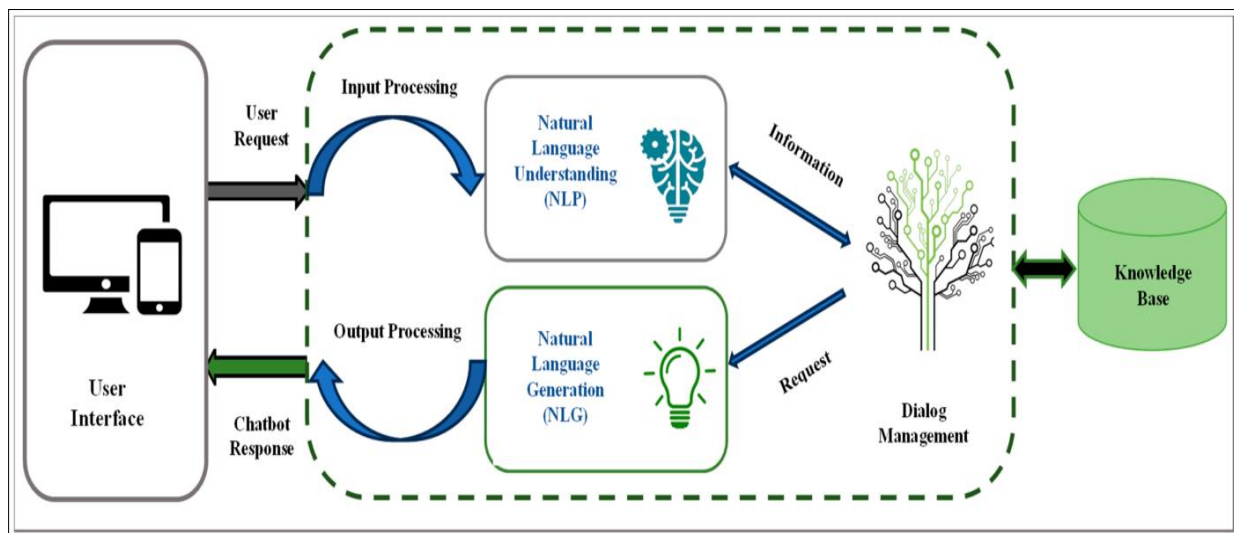 User
Interface
User
Request
Chatbot
Response
Input Processing
Output Processing
Natural
Language
Understanding
(NLP)
Natural
Language
Generation
(NLG)
Information
Request
Dialog
Management
Knowledge
Base